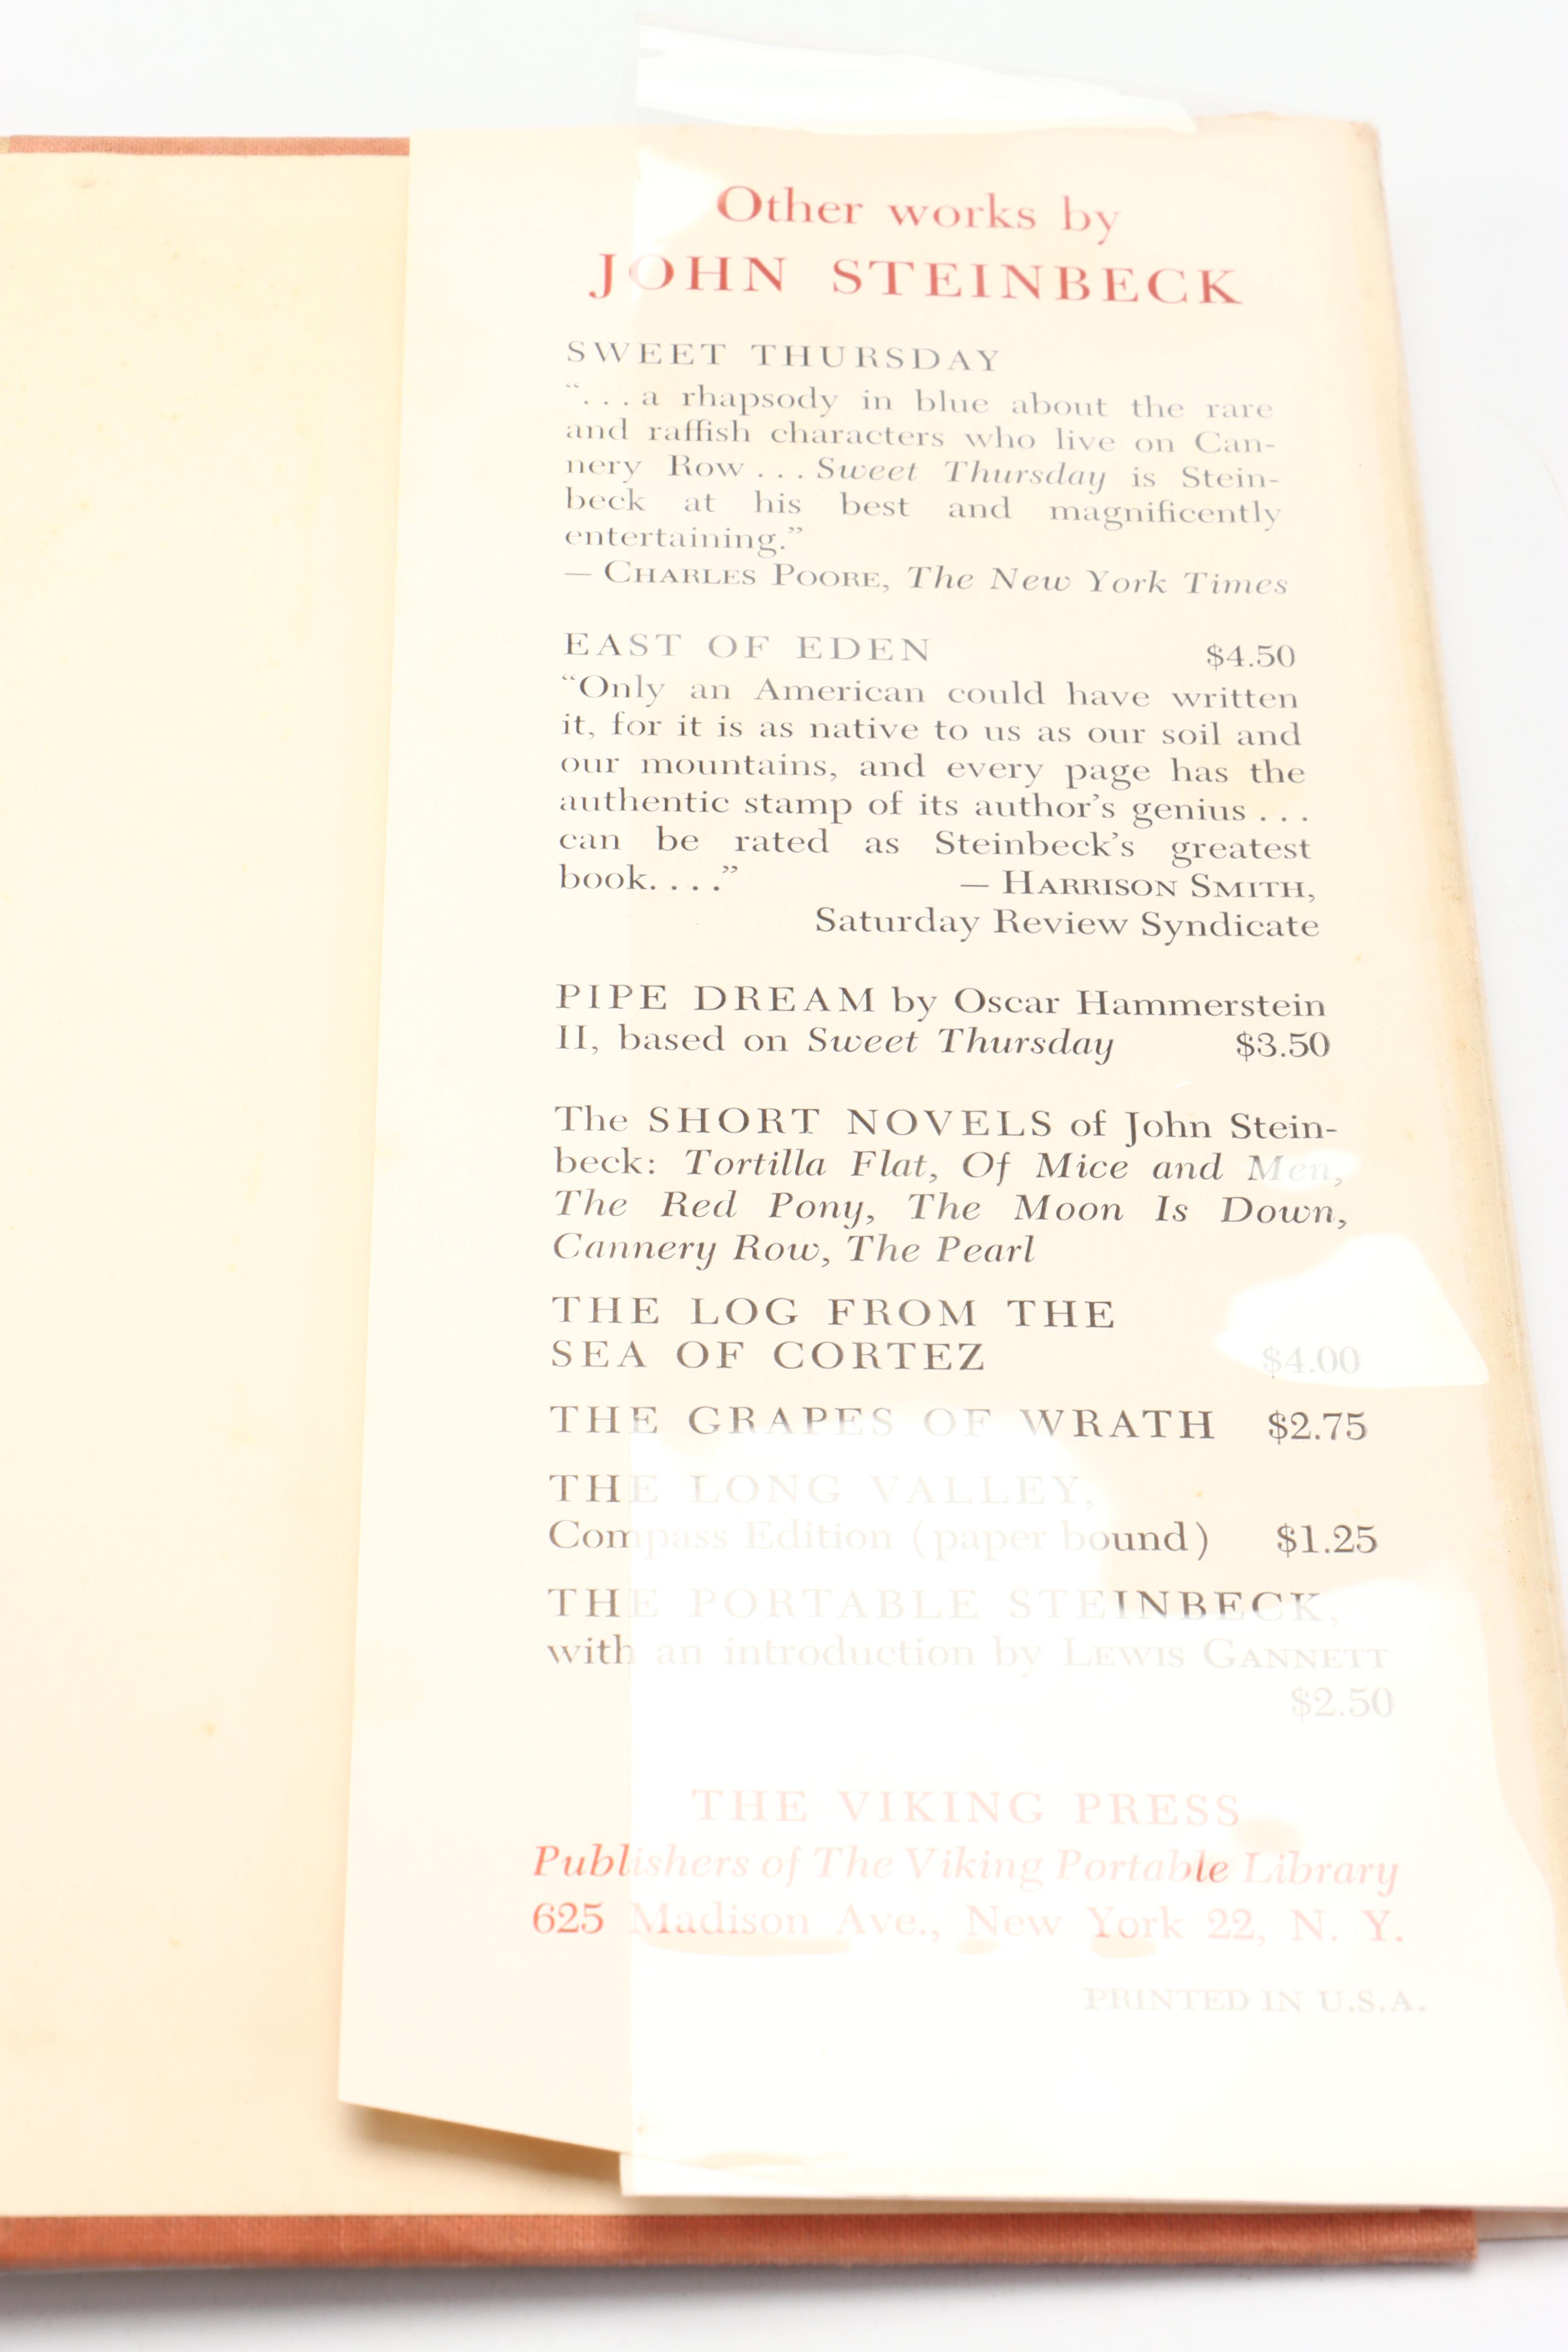 Other works by
JOHN STEINBECK
SWEET THURSDAY
“. . . a rhapsody in blue about the rare
and raffish characters who live on Can-
nery Row . . . Sweet Thursday is Stein-
beck at his best and magnificently
entertaining.”
— CHARLES POORE, The New York Times
EAST OF EDEN $4.50
“Only an American could have written
it, for it is as native to us as our soil and
our mountains, and every page has the
authentic stamp of its author’s genius . . .
can be rated as Steinbeck’s greatest
book. . . .” — HARRISON SMITH,
Saturday Review Syndicate
PIPE DREAM by Oscar Hammerstein
II, based on Sweet Thursday $3.50
The SHORT NOVELS of John Stein-
beck: Tortilla Flat, Of Mice and Men,
The Red Pony, The Moon Is Down,
Cannery Row, The Pearl
THE LOG FROM THE
SEA OF CORTEZ $4.00
THE GRAPES OF WRATH $2.75
THE LONG VALLEY,
Compass Edition (paper bound) $1.25
THE PORTABLE STEINBECK,
with an introduction by LEWIS GANNETT
$2.50
THE VIKING PRESS
Publishers of The Viking Portable Library
625 Madison Ave., New York 22, N. Y.
PRINTED IN U.S.A.